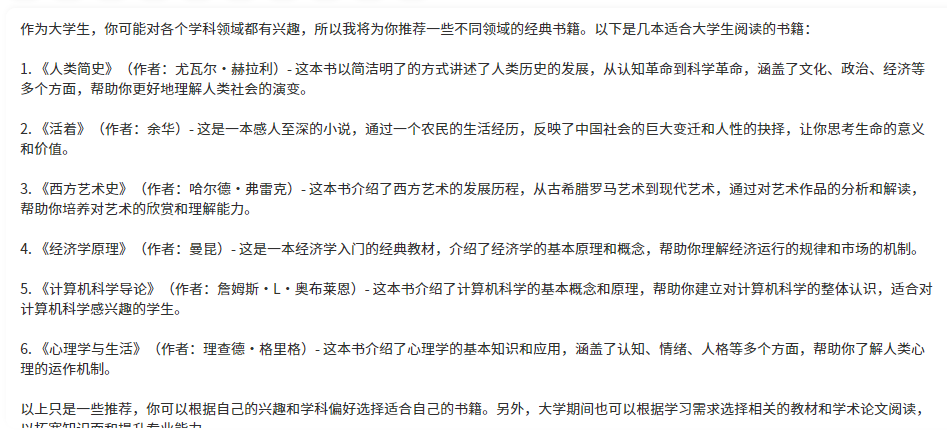 作为大学生，你可能对各个学科领域都有兴趣，所以我将为你推荐一些不同领域的经典书籍。以下是几本适合大学生阅读的书籍：
1. 《人类简史》（作者：尤瓦尔·赫拉利）- 这本书以简洁明了的方式讲述了人类历史的发展，从认知革命到科学革命，涵盖了文化、政治、经济等
多个方面，帮助你更好地理解人类社会的演变。
2. 《活着》（作者：余华）- 这是一本感人至深的小说，通过一个农民的生活经历，反映了中国社会的巨大变迁和人性的抉择，让你思考生命的意义
和价值。
3. 《西方艺术史》（作者：哈尔德·弗雷克）- 这本书介绍了西方艺术的发展历程，从古希腊罗马艺术到现代艺术，通过对艺术作品的分析和解读，
帮助你培养对艺术的欣赏和理解能力。
4. 《经济学原理》（作者：曼昆）- 这是一本经济学入门的经典教材，介绍了经济学的基本原理和概念，帮助你理解经济运行的规律和市场的机制。
5. 《计算机科学导论》（作者：詹姆斯·L·奥布莱恩）- 这本书介绍了计算机科学的基本概念和原理，帮助你建立对计算机科学的整体认识，适合对
计算机科学感兴趣的学生。
6. 《心理学与生活》（作者：理查德·格里格）- 这本书介绍了心理学的基本知识和应用，涵盖了认知、情绪、人格等多个方面，帮助你了解人类心
理的运作机制。
以上只是一些推荐，你可以根据自己的兴趣和学科偏好选择适合自己的书籍。另外，大学期间也可以根据学习需求选择相关的教材和学术论文阅读，
以拓宽知识面和提升专业能力